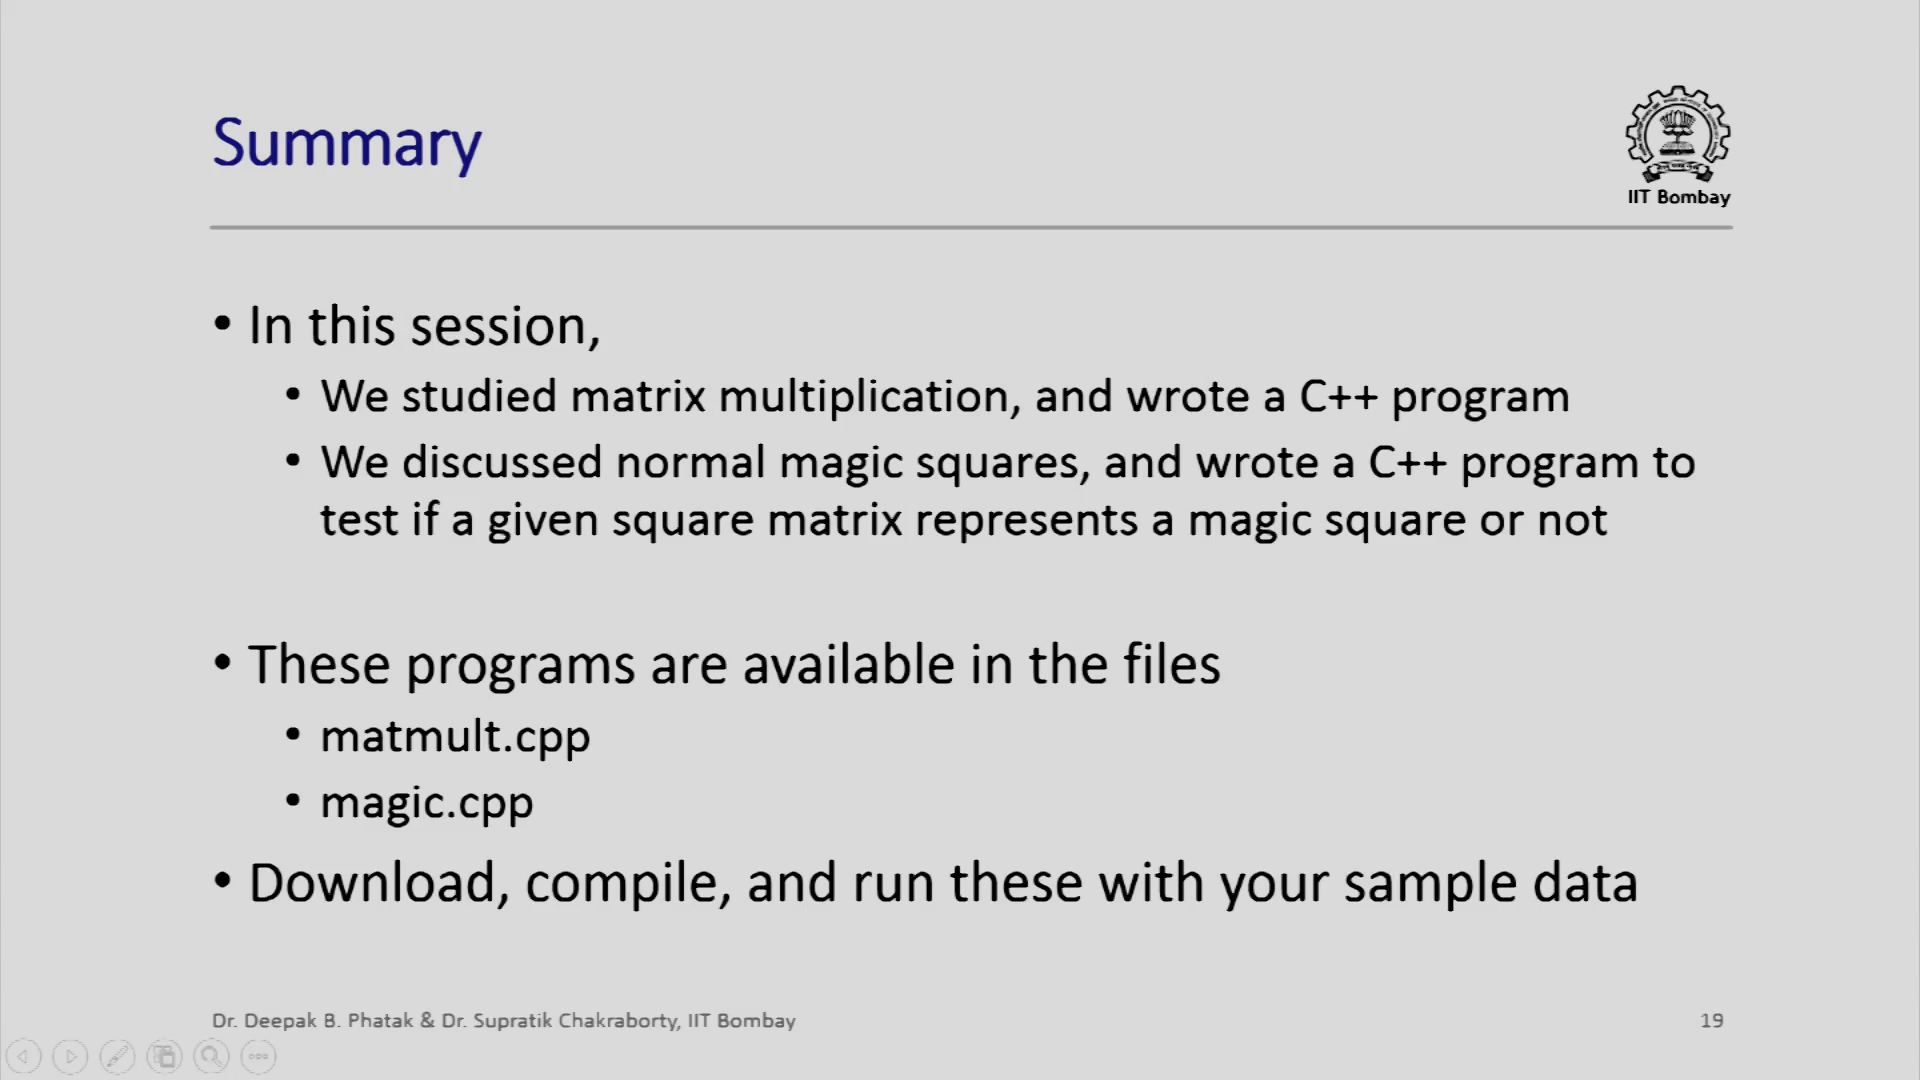 Summary
IIT Bombay
• In this session,
• We studied matrix multiplication, and wrote a C++ program
• We discussed normal magic squares, and wrote a C++ program to
test if a given square matrix represents a magic square or not
• These programs are available in the files
• matmult.cpp
• magic.cpp
• Download, compile, and run these with your sample data
Dr. Deepak B. Phatak & Dr. Supratik Chakraborty, IIT Bombay
19